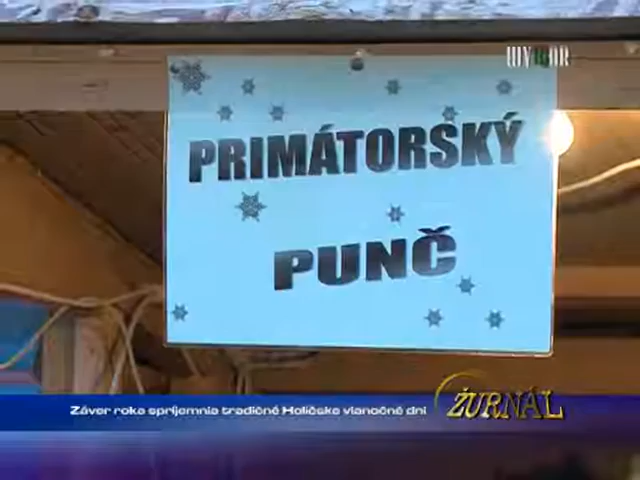 PRIMÁTORSKÝ
PUNČ
Záver roka spríjemnia tradičné Holíčske vianočné dni
ŽURNÁL